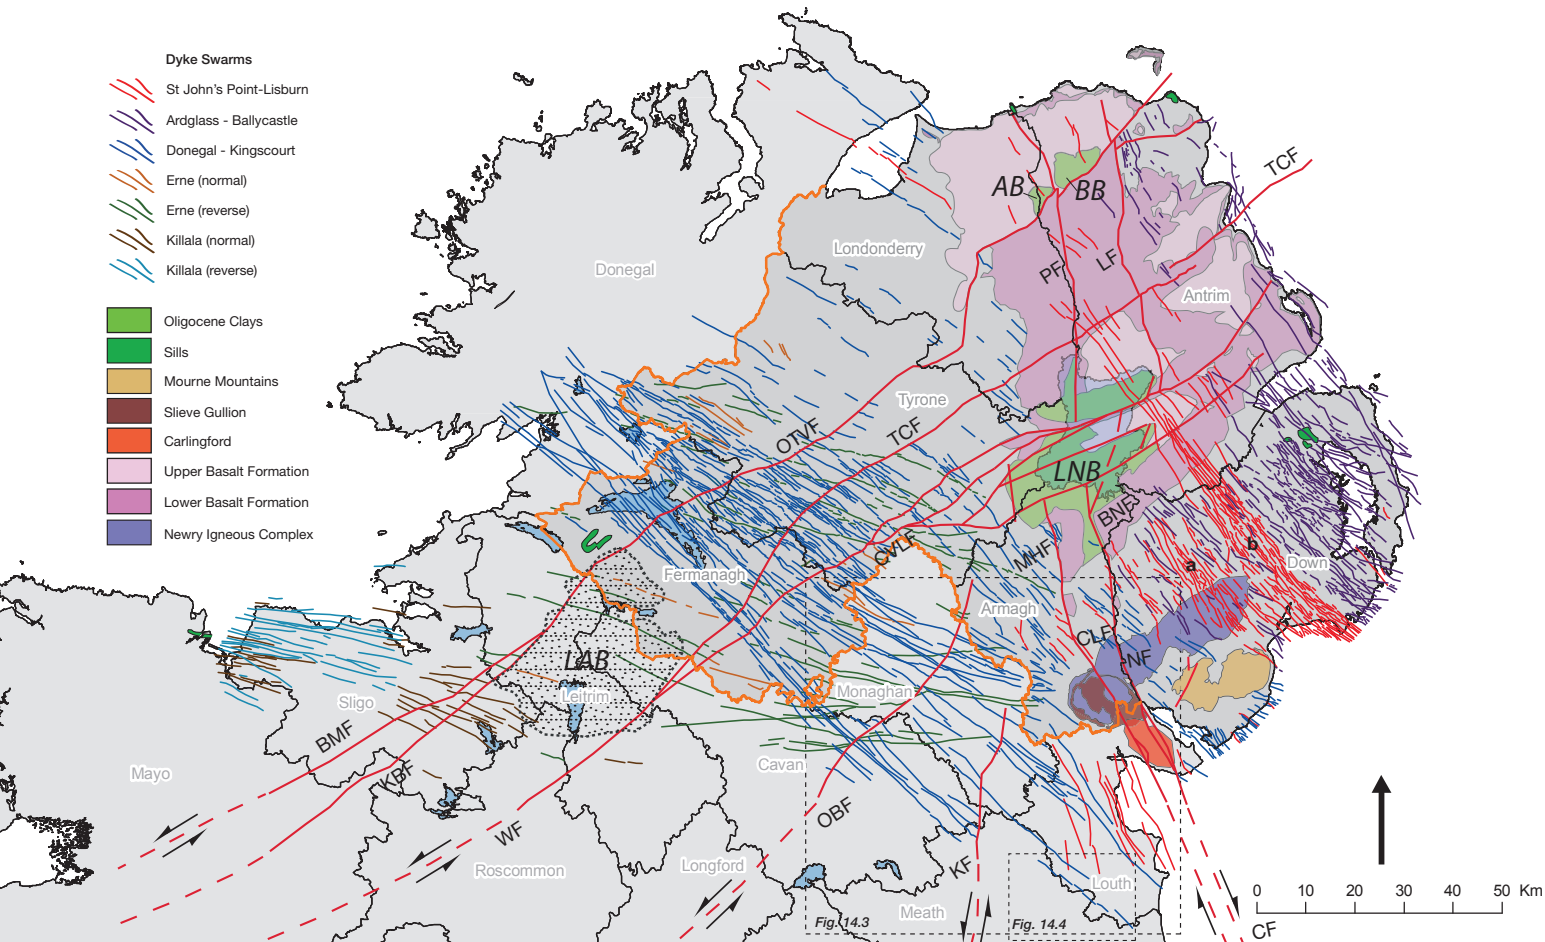 Dyke Swarms
St John's Point-Lisburn
Ardglass - Ballycastle
Donegal - Kingscourt
Erne (normal)
Erne (reverse)
Killala (normal)
Killala (reverse)
Oligocene Clays
Sills
Mourne Mountains
Slieve Gullion
Carlingford
Upper Basalt Formation
Lower Basalt Formation
Newry Igneous Complex
TCF
AB
BB
Londonderry
Donegal
PF
LF
Antrim
Tyrone
OTVF
TCF
LNB
BNF
CVLF
MHF
a
b
Down
Fermanagh
Armagh
CLF
NF
LAB
Leitrim
Monaghan
Sligo
BMF
KBF
Mayo
Cavan
OBF
WF
Roscommon
Longford
KF
Louth
Meath
Fig. 14.3
Fig. 14.4
CF
0 10 20 30 40 50 Km